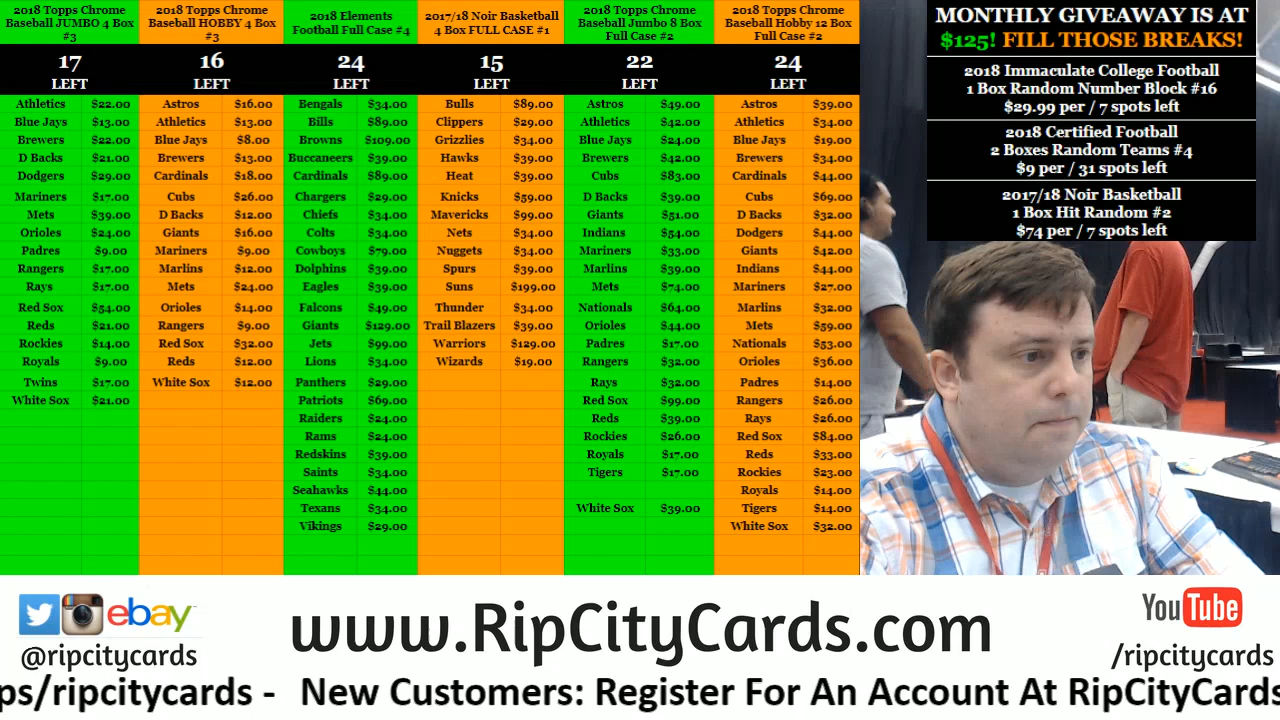 2018 Topps Chrome
Baseball JUMBO 4 Box
#3
17
LEFT
Athletics $22.00
Blue Jays $13.00
Brewers $22.00
D Backs $21.00
Dodgers $29.00
Mariners $17.00
Mets $39.00
Orioles $24.00
Padres $9.00
Rangers $17.00
Rays $17.00
Red Sox $54.00
Reds $21.00
Rockies $14.00
Royals $9.00
Twins $17.00
White Sox $21.00
2018 Topps Chrome
Baseball HOBBY 4 Box
#3
16
LEFT
Astros $16.00
Athletics $13.00
Blue Jays $8.00
Brewers $13.00
Cardinals $18.00
Cubs $26.00
D Backs $12.00
Giants $16.00
Mariners $9.00
Marlins $12.00
Mets $24.00
Orioles $14.00
Rangers $9.00
Red Sox $32.00
Reds $12.00
White Sox $12.00
2018 Elements
Football Full Case #4
24
LEFT
Bengals $34.00
Bills $89.00
Browns $109.00
Buccaneers $39.00
Cardinals $89.00
Chargers $29.00
Chiefs $34.00
Colts $34.00
Cowboys $79.00
Dolphins $39.00
Eagles $39.00
Falcons $49.00
Giants $129.00
Jets $99.00
Lions $34.00
Panthers $29.00
Patriots $69.00
Raiders $24.00
Rams $24.00
Redskins $39.00
Saints $34.00
Seahawks $44.00
Texans $34.00
Vikings $29.00
2017/18 Noir Basketball
4 Box FULL CASE #1
15
LEFT
Bulls $89.00
Clippers $29.00
Grizzlies $34.00
Hawks $39.00
Heat $39.00
Knicks $59.00
Mavericks $99.00
Nets $34.00
Nuggets $34.00
Spurs $39.00
Suns $199.00
Thunder $34.00
Trail Blazers $39.00
Warriors $129.00
Wizards $19.00
2018 Topps Chrome
Baseball Jumbo 8 Box
Full Case #2
22
LEFT
Astros $49.00
Athletics $42.00
Blue Jays $24.00
Brewers $42.00
Cubs $83.00
D Backs $39.00
Giants $51.00
Indians $54.00
Mariners $33.00
Marlins $39.00
Mets $74.00
Nationals $64.00
Orioles $44.00
Padres $17.00
Rangers $32.00
Rays $32.00
Red Sox $99.00
Reds $39.00
Rockies $26.00
Royals $17.00
Tigers $17.00
White Sox $39.00
2018 Topps Chrome
Baseball Hobby 12 Box
Full Case #2
24
LEFT
Astros $39.00
Athletics $34.00
Blue Jays $19.00
Brewers $34.00
Cardinals $44.00
Cubs $69.00
D Backs $32.00
Dodgers $44.00
Giants $42.00
Indians $44.00
Mariners $27.00
Marlins $32.00
Mets $59.00
Nationals $53.00
Orioles $36.00
Padres $14.00
Rangers $26.00
Rays $26.00
Red Sox $84.00
Reds $33.00
Rockies $23.00
Royals $14.00
Tigers $14.00
White Sox $32.00
MONTHLY GIVEAWAY IS AT
$125! FILL THOSE BREAKS!
2018 Immaculate College Football
1 Box Random Number Block #16
$29.99 per / 7 spots left
2018 Certified Football
2 Boxes Random Teams #4
$9 per / 31 spots left
2017/18 Noir Basketball
1 Box Hit Random #2
$74 per / 7 spots left
ebay
@ripcitycards
www.RipCityCards.com
YouTube
/ripcitycards
ps/ripcitycards - New Customers: Register For An Account At RipCityCards